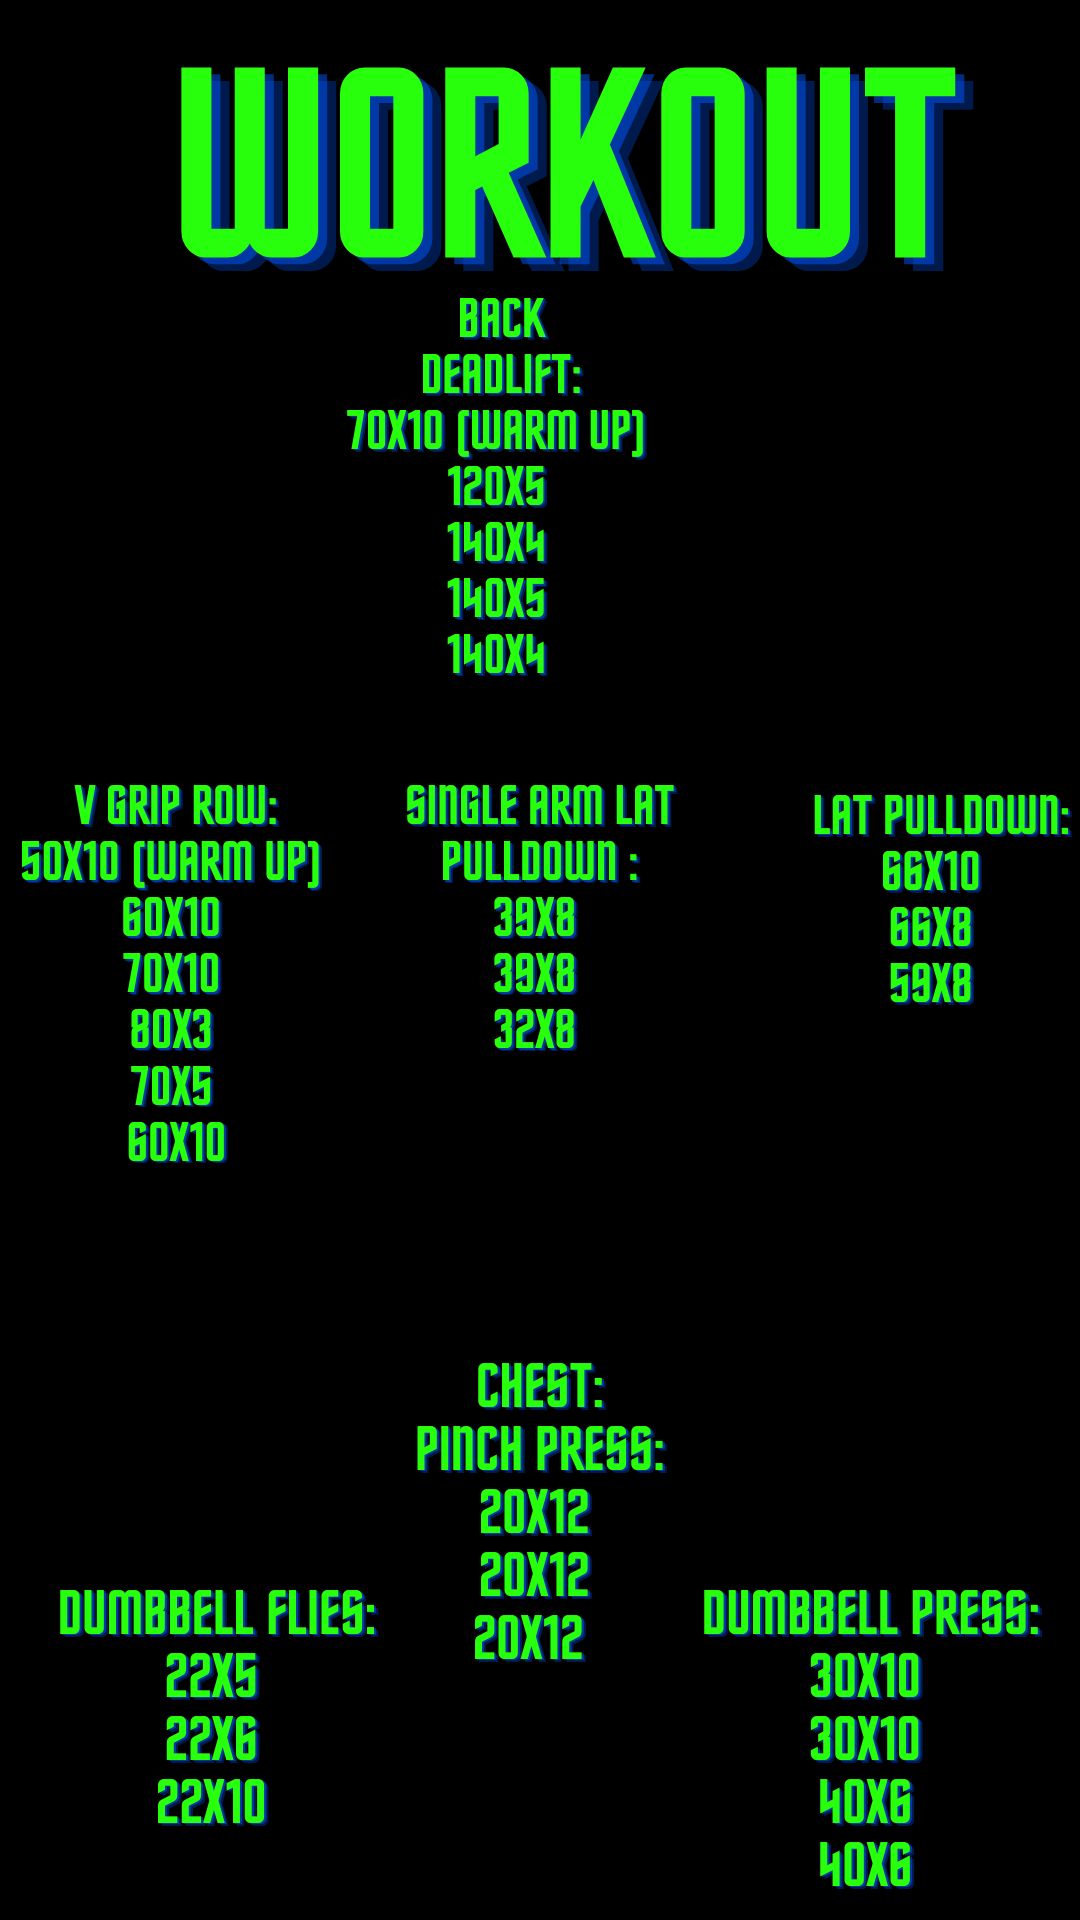 WORKOUT
BACK
DEADLIFT:
70X10 (WARM UP)
120X5
140X4
140X5
140X4
V GRIP ROW:
50X10 (WARM UP)
60X10
70X10
80X3
70X5
60X10
SINGLE ARM LAT
PULLDOWN :
39X8
39X8
32X8
LAT PULLDOWN:
66X10
66X8
59X8
CHEST:
PINCH PRESS:
20X12
20X12
20X12
DUMBBELL FLIES:
22X5
22X6
22X10
DUMBBELL PRESS:
30X10
30X10
40X6
40X6